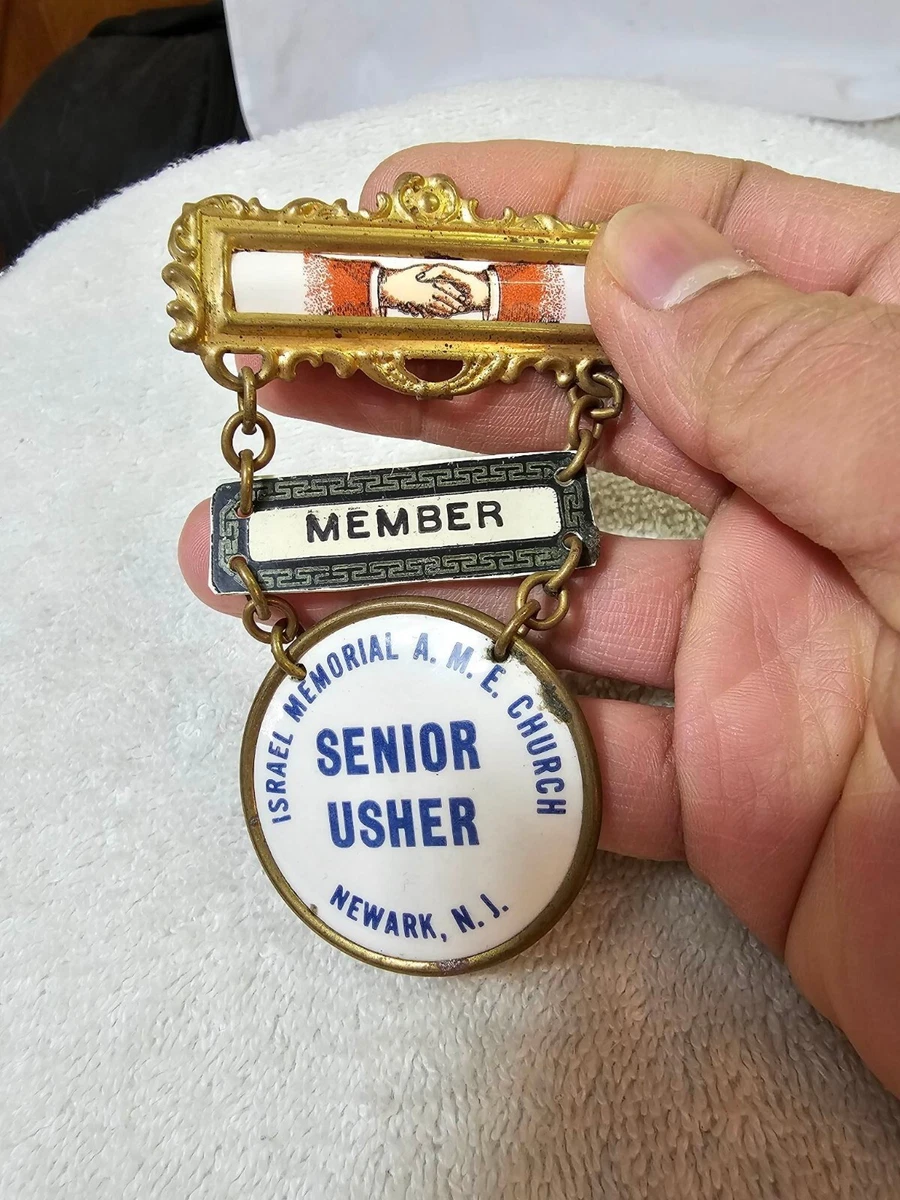 MEMBER
ISRAEL MEMORIAL A. M. E. CHURCH
SENIOR
USHER
NEWARK, N. J.